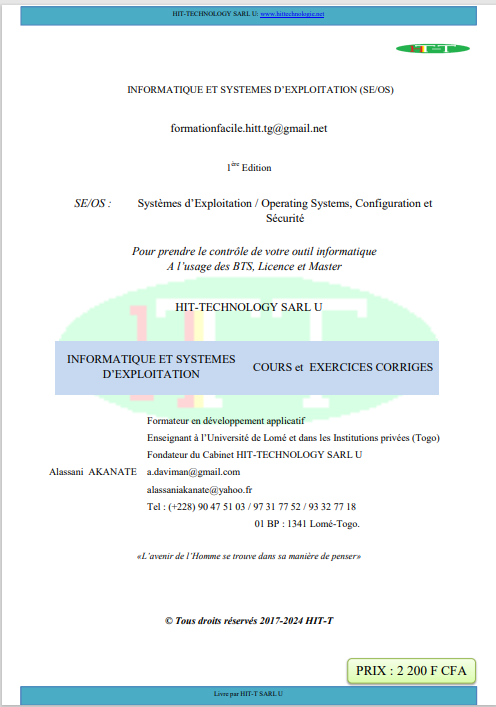 HIT-TECHNOLOGY SARL U: www.hittechnologie.net
INFORMATIQUE ET SYSTEMES D'EXPLOITATION (SE/OS)
formationfacile.hitt.tg@gmail.net
1ère Edition
SE/OS : Systèmes d'Exploitation / Operating Systems, Configuration et
Sécurité
Pour prendre le contrôle de votre outil informatique
A l'usage des BTS, Licence et Master
HIT-TECHNOLOGY SARL U
INFORMATIQUE ET SYSTEMES
D'EXPLOITATION
COURS et EXERCICES CORRIGES
Formateur en développement applicatif
Enseignant à l'Université de Lomé et dans les Institutions privées (Togo)
Fondateur du Cabinet HIT-TECHNOLOGY SARL U
Alassani AKANATE a.daviman@gmail.com
alassaniakanate@yahoo.fr
Tel : (+228) 90 47 51 03 / 97 31 77 52 / 93 32 77 18
01 BP : 1341 Lomé-Togo.
«L'avenir de l'Homme se trouve dans sa manière de penser»
© Tous droits réservés 2017-2024 HIT-T
PRIX : 2 200 F CFA
Livre par HIT-T SARL U